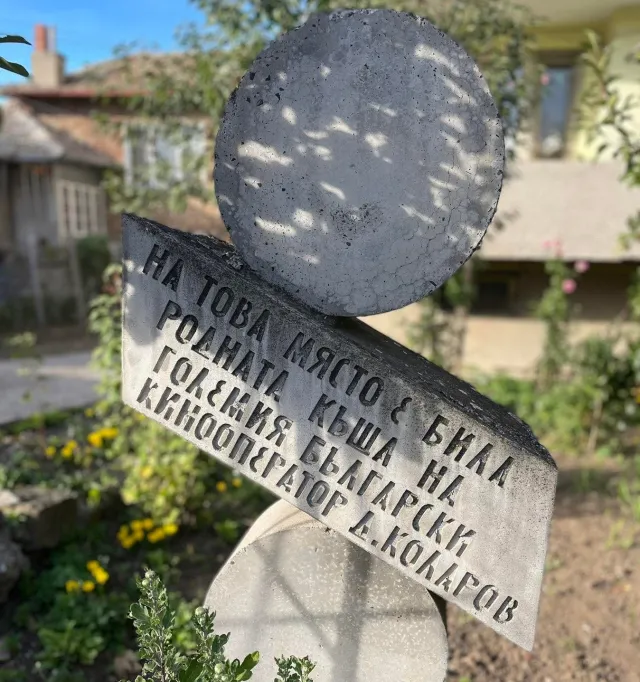 НА ТОВА МЯСТО Е БИЛА
РОДНАТА КЪЩА НА
ГОЛЕМИЯ БЪЛГАРСКИ
КИНООПЕРАТОР Д.КОЛАРОВ